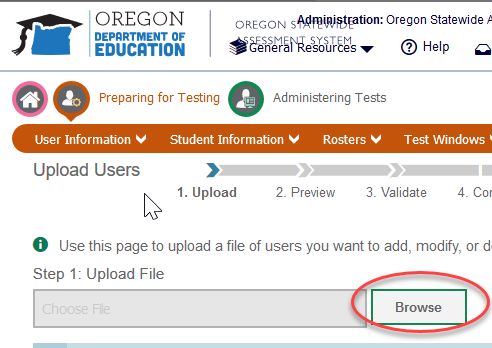 OREGON
DEPARTMENT OF
EDUCATION
OREGON STATEWIDE
ASSESSMENT SYSTEM
Administration: Oregon Statewide A
General Resources
Help
Preparing for Testing
Administering Tests
User Information
Student Information
Rosters
Test Windows
Upload Users
1. Upload
2. Preview
3. Validate
4. Con
Use this page to upload a file of users you want to add, modify, or de
Step 1: Upload File
Choose File
Browse